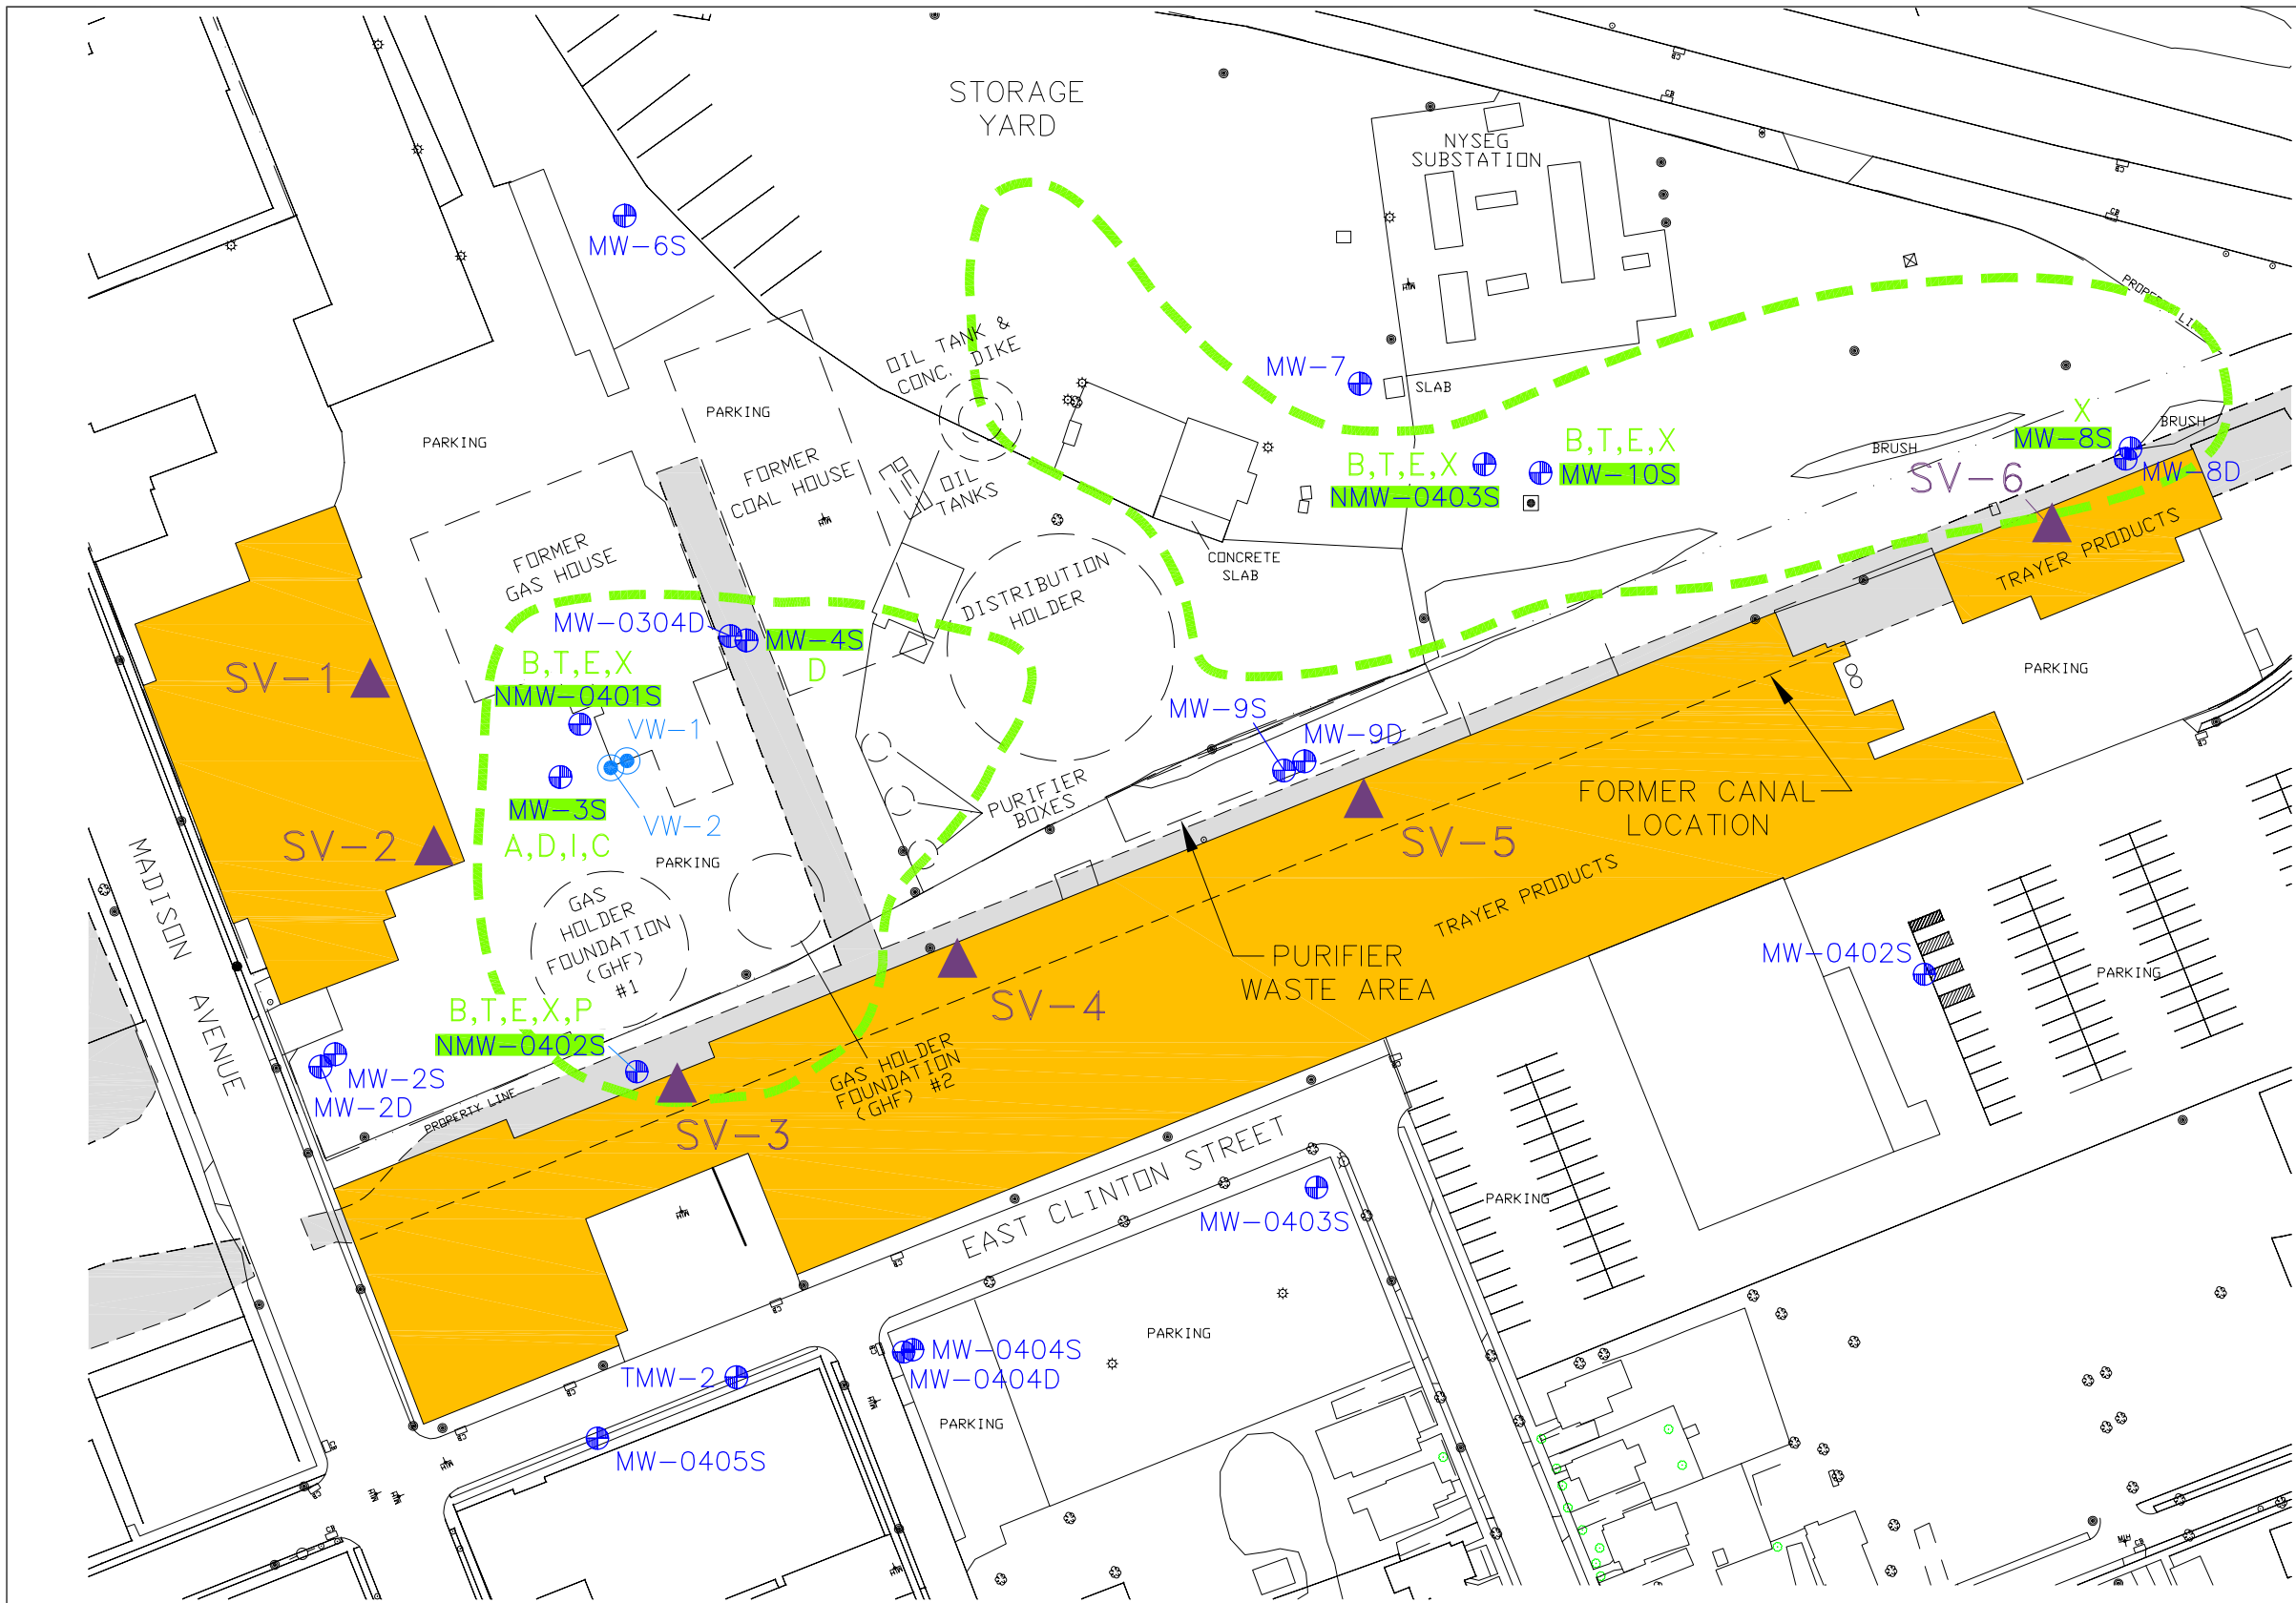 STORAGE
YARD
NYSEG
SUBSTATION
MW-6S
PROPERTY LINE
OIL TANK &
CONC. DIKE
MW-7
SLAB
PARKING
PARKING
X
MW-8S
BRUSH
BRUSH
MW-8D
B,T,E,X
MW-10S
B,T,E,X
NMW-0403S
SV-6
FORMER
COAL HOUSE
OIL
TANKS
FORMER
GAS HOUSE
CONCRETE
SLAB
DISTRIBUTION
HOLDER
TRAYER PRODUCTS
MW-0304D
MW-4S
D
B,T,E,X
NMW-0401S
SV-1
PARKING
MW-9S
MW-9D
VW-1
MW-3S
VW-2
A,D,I,C
PURIFIER
BOXES
FORMER CANAL
LOCATION
SV-2
SV-5
PARKING
MADISON AVENUE
GAS
HOLDER
FOUNDATION
(GHF)
#1
TRAYER PRODUCTS
PURIFIER
WASTE AREA
MW-0402S
PARKING
SV-4
B,T,E,X,P
NMW-0402S
MW-2S
MW-2D
PROPERTY LINE
GAS HOLDER
FOUNDATION
(GHF) #2
SV-3
EAST CLINTON STREET
MW-0403S
PARKING
PARKING
MW-0404S
MW-0404D
TMW-2
PARKING
MW-0405S